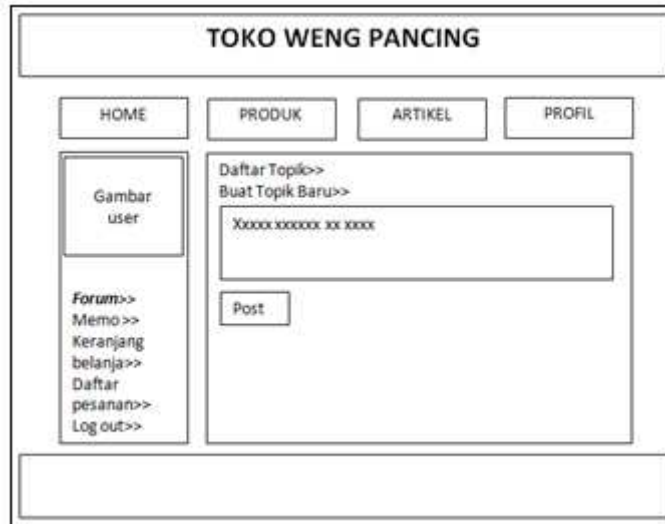 TOKO WENG PANCING
HOME
PRODUK
ARTIKEL
PROFIL
Gambar
user
Forum>>
Memo>>
Keranjang
belanja>>
Daftar
pesanan>>
Log out>>
Daftar Topik>>
Buat Topik Baru>>
Xxxxx xxxxxx xx xxxx
Post